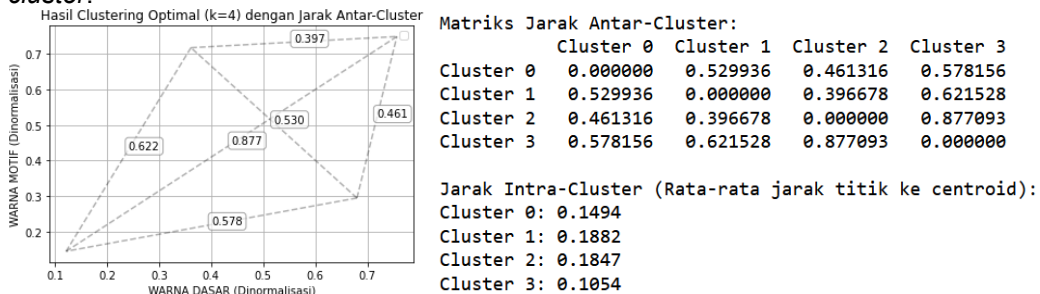 cluster.
Hasil Clustering Optimal (k=4) dengan Jarak Antar-Cluster
WARNA MOTIF (Dinormalisasi)
0.7
0.6
0.5
0.4
0.3
0.2
0.397
0.461
0.530
0.877
0.622
0.578
0.1 0.2 0.3 0.4 0.5 0.6 0.7
WARNA DASAR (Dinormalisasi)
Matriks Jarak Antar-Cluster:
Cluster 0 Cluster 1 Cluster 2 Cluster 3
Cluster 0 0.000000 0.529936 0.461316 0.578156
Cluster 1 0.529936 0.000000 0.396678 0.621528
Cluster 2 0.461316 0.396678 0.000000 0.877093
Cluster 3 0.578156 0.621528 0.877093 0.000000
Jarak Intra-Cluster (Rata-rata jarak titik ke centroid):
Cluster 0: 0.1494
Cluster 1: 0.1882
Cluster 2: 0.1847
Cluster 3: 0.1054